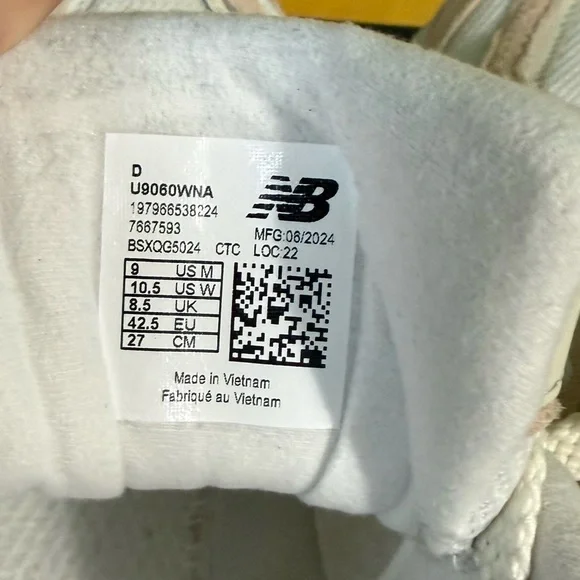 D
U9060WNA
NB
197966538224
7667593
MFG:06/2024
BSXQG5024 CTC LOC:22
9 US M
10.5 US W
8.5 UK
42.5 EU
27 CM
Made in Vietnam
Fabriqué au Vietnam